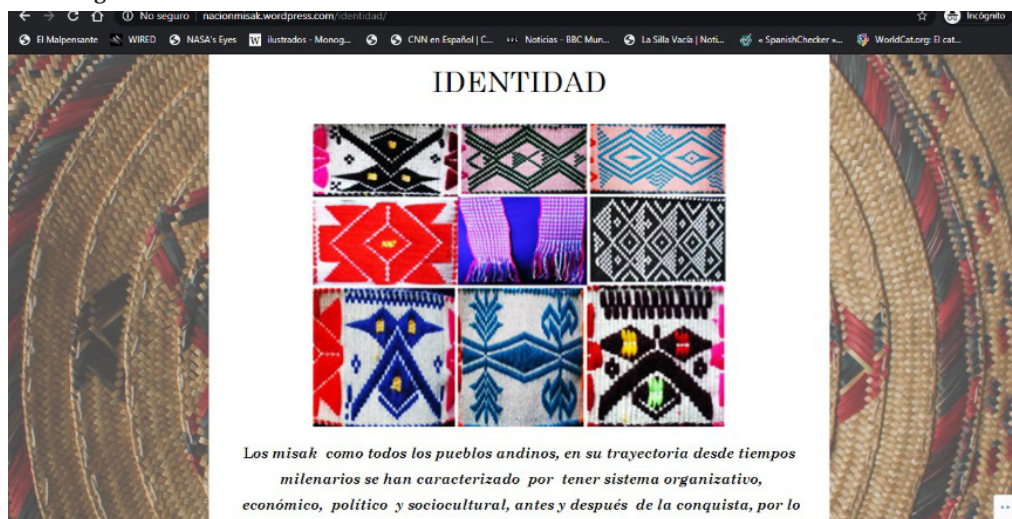 No seguro | nacionmisak.wordpress.com/identidad/
Incógnito
El Malpensante WIRED NASA's Eyes ilustrados - Monog... CNN en Español | C... Noticias - BBC Mun... La Silla Vacía | Noti... « SpanishChecker »... WorldCat.org: El cat...
IDENTIDAD
Los misak como todos los pueblos andinos, en su trayectoria desde tiempos
milenarios se han caracterizado por tener sistema organizativo,
económico, político y sociocultural, antes y después de la conquista, por lo